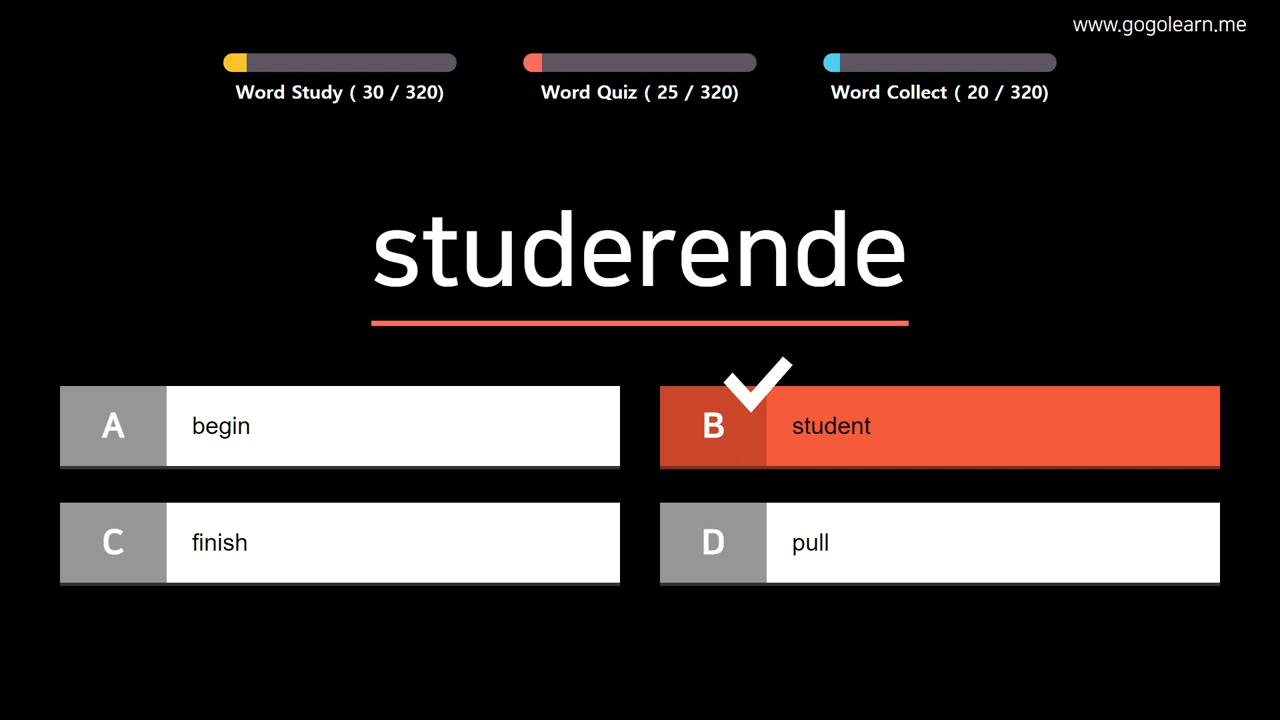 www.gogolearn.me
Word Study ( 30 / 320)
Word Quiz ( 25 / 320)
Word Collect ( 20 / 320)
studerende
A begin
B student
C finish
D pull